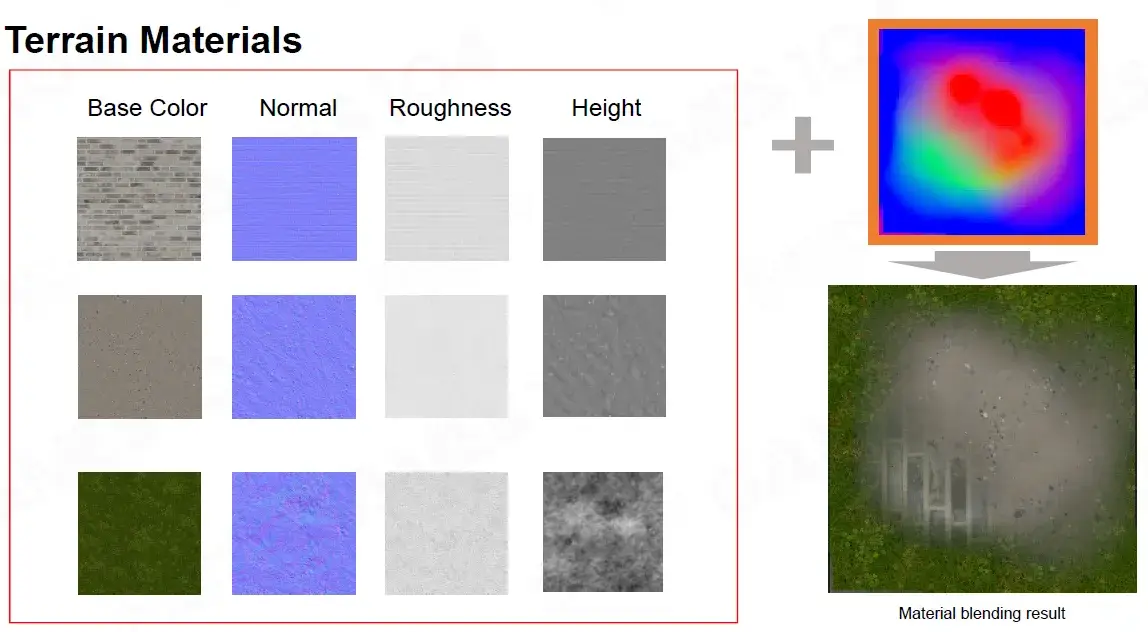 Terrain Materials
Base Color Normal Roughness Height
Material blending result